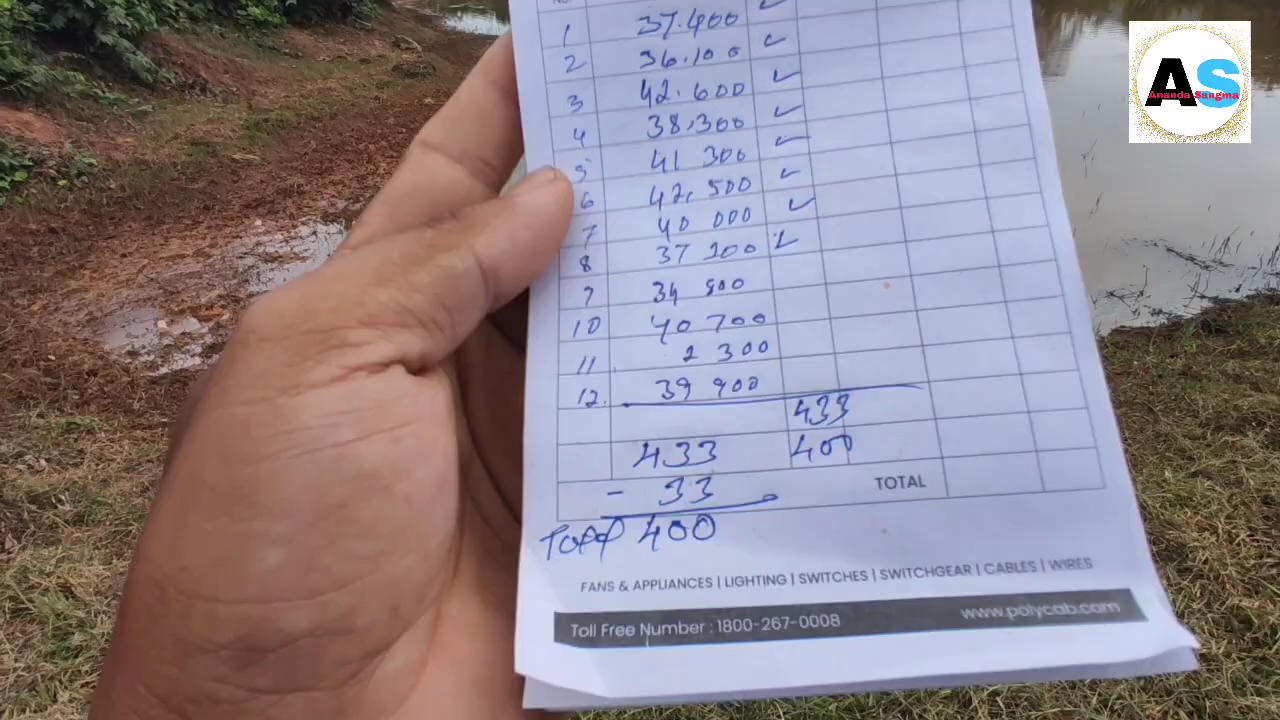 AS
Ananda Sangma
1 37.400 ✓
2 36.100 ✓
3 42.600 ✓
4 38.300 ✓
5 41 300 ✓
6 42.500 ✓
7 40 000 ✓
8 37 200 ✓
9 34 900
10 40 700
11 2 300
12. 39 900
433
433 400
- 33
TOTAL
Total 400
FANS & APPLIANCES | LIGHTING | SWITCHES | SWITCHGEAR | CABLES | WIRES
Toll Free Number : 1800-267-0008 www.polycab.com